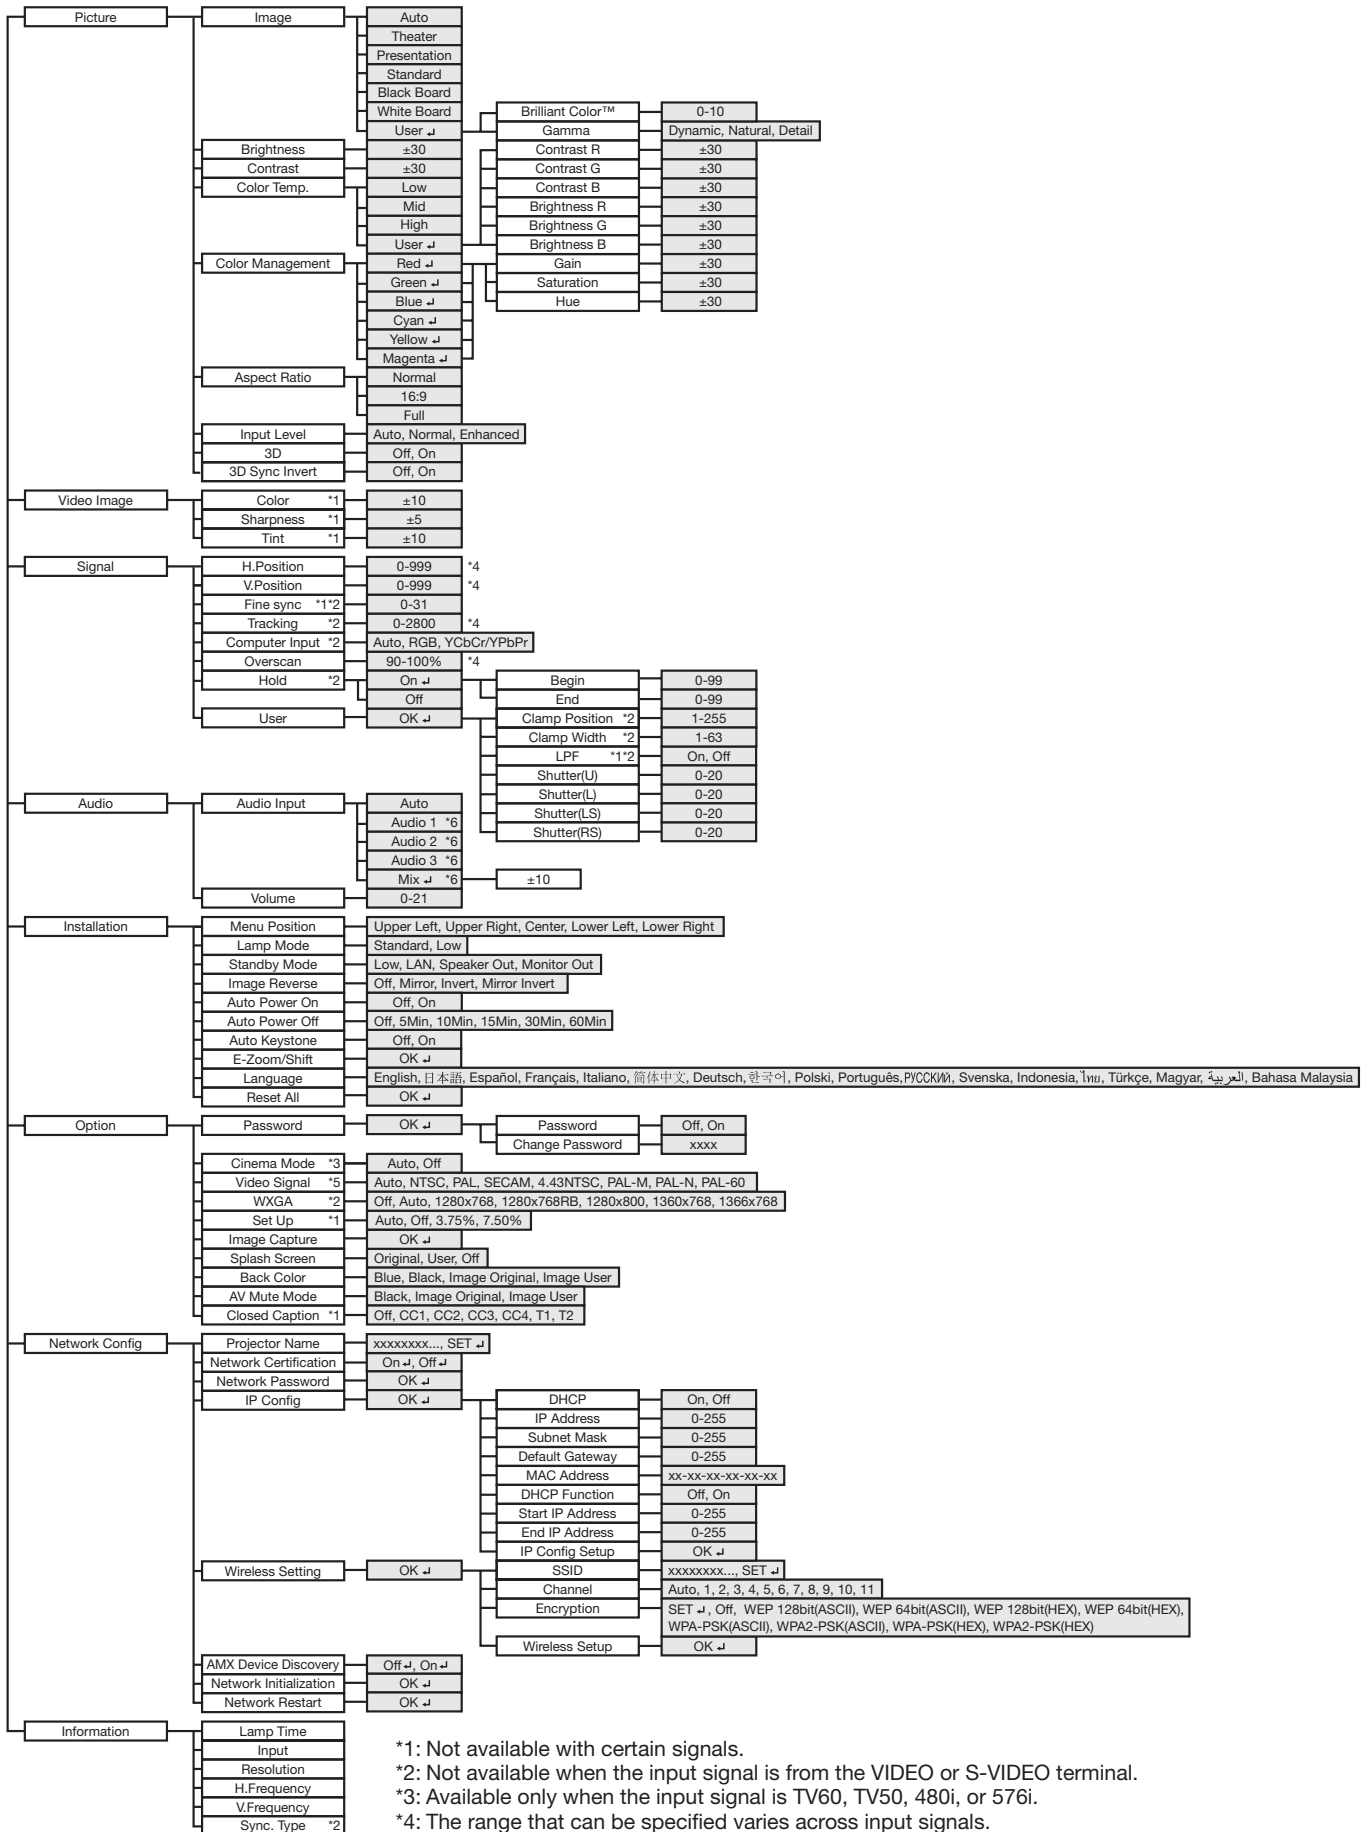 Picture Image Auto
Theater
Presentation
Standard
Black Board
White Board Brilliant Color™ 0-10
User ↵ Gamma Dynamic, Natural, Detail
Brightness ±30 Contrast R ±30
Contrast ±30 Contrast G ±30
Color Temp. Low Contrast B ±30
Mid Brightness R ±30
High Brightness G ±30
User ↵ Brightness B ±30
Color Management Red ↵ Gain ±30
Green ↵ Saturation ±30
Blue ↵ Hue ±30
Cyan ↵
Yellow ↵
Magenta ↵
Aspect Ratio Normal
16:9
Full
Input Level Auto, Normal, Enhanced
3D Off, On
3D Sync Invert Off, On
Video Image Color *1 ±10
Sharpness *1 ±5
Tint *1 ±10
Signal H.Position 0-999 *4
V.Position 0-999 *4
Fine sync *1*2 0-31
Tracking *2 0-2800 *4
Computer Input *2 Auto, RGB, YCbCr/YPbPr
Overscan 90-100% *4
Hold *2 On ↵ Begin 0-99
Off End 0-99
User OK ↵ Clamp Position *2 1-255
Clamp Width *2 1-63
LPF *1*2 On, Off
Shutter(U) 0-20
Audio Audio Input Auto Shutter(L) 0-20
Audio 1 *6 Shutter(LS) 0-20
Audio 2 *6 Shutter(RS) 0-20
Audio 3 *6
Mix ↵ *6 ±10
Volume 0-21
Installation Menu Position Upper Left, Upper Right, Center, Lower Left, Lower Right
Lamp Mode Standard, Low
Standby Mode Low, LAN, Speaker Out, Monitor Out
Image Reverse Off, Mirror, Invert, Mirror Invert
Auto Power On Off, On
Auto Power Off Off, 5Min, 10Min, 15Min, 30Min, 60Min
Auto Keystone Off, On
E-Zoom/Shift OK ↵
Language English, 日本語, Español, Français, Italiano, 简体中文, Deutsch, 한국어, Polski, Português, РУССКИЙ, Svenska, Indonesia, ไทย, Türkçe, Magyar, العربية, Bahasa Malaysia
Reset All OK ↵
Option Password OK ↵ Password Off, On
Change Password xxxx
Cinema Mode *3 Auto, Off
Video Signal *5 Auto, NTSC, PAL, SECAM, 4.43NTSC, PAL-M, PAL-N, PAL-60
WXGA *2 Off, Auto, 1280x768, 1280x768RB, 1280x800, 1360x768, 1366x768
Set Up *1 Auto, Off, 3.75%, 7.50%
Image Capture OK ↵
Splash Screen Original, User, Off
Back Color Blue, Black, Image Original, Image User
AV Mute Mode Black, Image Original, Image User
Closed Caption *1 Off, CC1, CC2, CC3, CC4, T1, T2
Network Config Projector Name xxxxxxxx..., SET ↵
Network Certification On↵, Off↵
Network Password OK ↵
IP Config OK ↵ DHCP On, Off
IP Address 0-255
Subnet Mask 0-255
Default Gateway 0-255
MAC Address xx-xx-xx-xx-xx-xx
DHCP Function Off, On
Start IP Address 0-255
End IP Address 0-255
IP Config Setup OK ↵
Wireless Setting OK ↵ SSID xxxxxxxx..., SET ↵
Channel Auto, 1, 2, 3, 4, 5, 6, 7, 8, 9, 10, 11
Encryption SET ↵, Off, WEP 128bit(ASCII), WEP 64bit(ASCII), WEP 128bit(HEX), WEP 64bit(HEX),
WPA-PSK(ASCII), WPA2-PSK(ASCII), WPA-PSK(HEX), WPA2-PSK(HEX)
Wireless Setup OK ↵
AMX Device Discovery Off↵, On↵
Network Initialization OK ↵
Network Restart OK ↵
Information Lamp Time
Input
Resolution
H.Frequency
V.Frequency
Sync. Type *2
*1: Not available with certain signals.
*2: Not available when the input signal is from the VIDEO or S-VIDEO terminal.
*3: Available only when the input signal is TV60, TV50, 480i, or 576i.
*4: The range that can be specified varies across input signals.